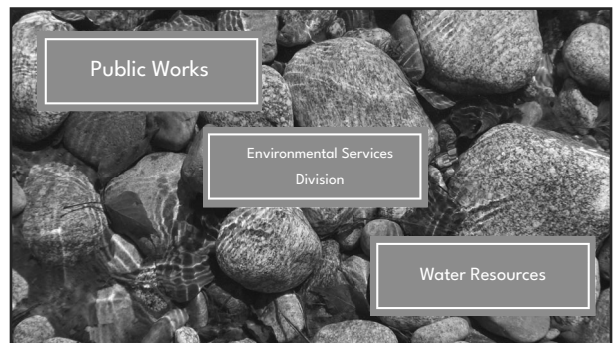 Public Works
Environmental Services
Division
Water Resources